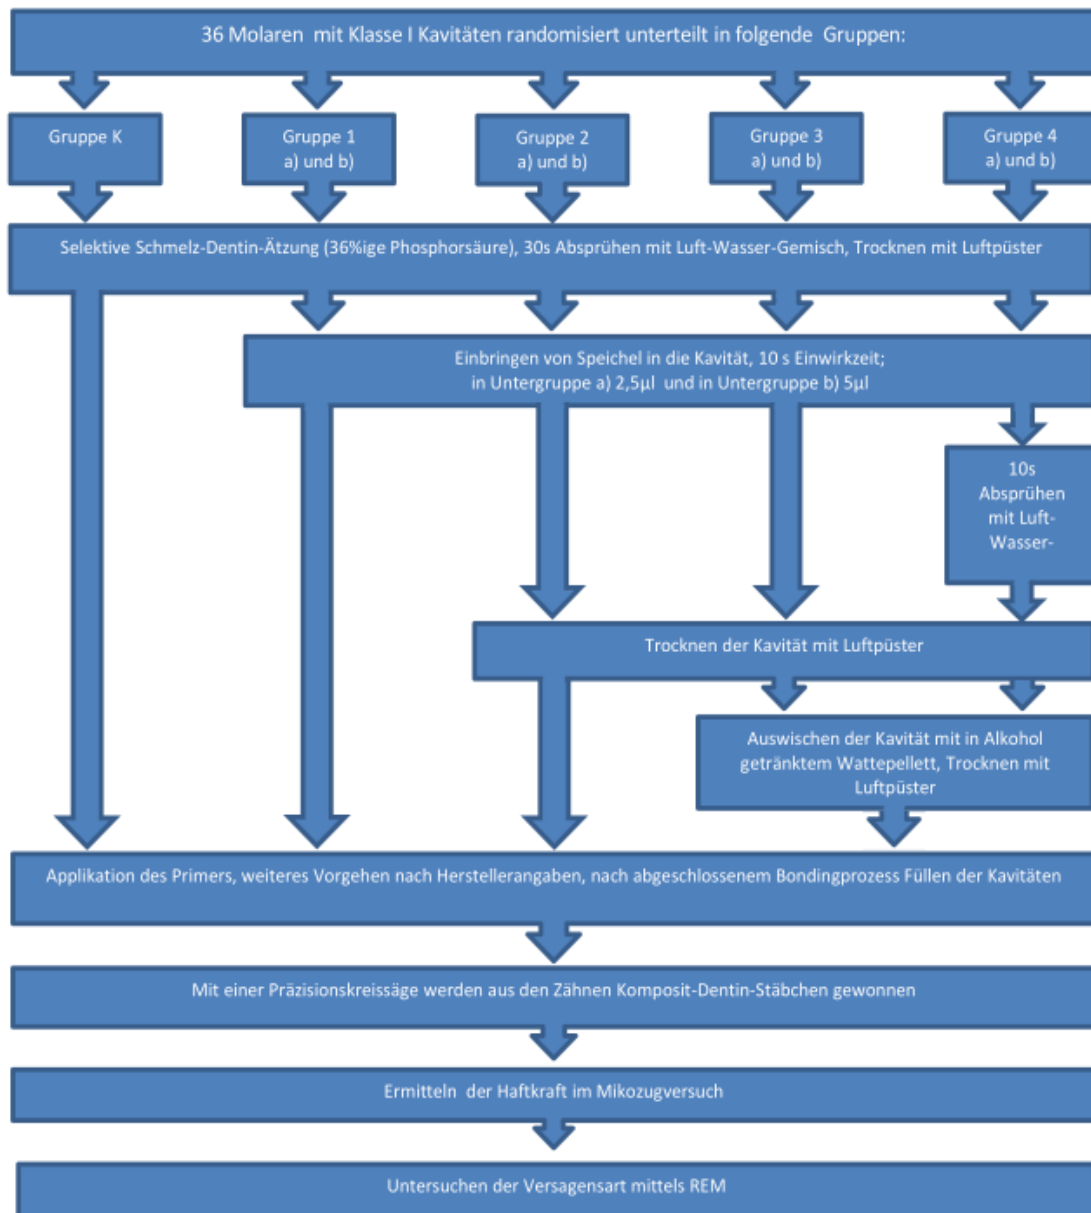 36 Molaren mit Klasse I Kavitäten randomisiert unterteilt in folgende Gruppen:
Gruppe K
Gruppe 1
a) und b)
Gruppe 2
a) und b)
Gruppe 3
a) und b)
Gruppe 4
a) und b)
Selektive Schmelz-Dentin-Ätzung (36%ige Phosphorsäure), 30s Absprühen mit Luft-Wasser-Gemisch, Trocknen mit Luftpüster
Einbringen von Speichel in die Kavität, 10 s Einwirkzeit;
in Untergruppe a) 2,5µl und in Untergruppe b) 5µl
10s
Absprühen
mit Luft-
Wasser-
Trocknen der Kavität mit Luftpüster
Auswischen der Kavität mit in Alkohol
getränktem Wattepellett, Trocknen mit
Luftpüster
Applikation des Primers, weiteres Vorgehen nach Herstellerangaben, nach abgeschlossenem Bondingprozess Füllen der Kavitäten
Mit einer Präzisionskreissäge werden aus den Zähnen Komposit-Dentin-Stäbchen gewonnen
Ermitteln der Haftkraft im Mikozugversuch
Untersuchen der Versagensart mittels REM